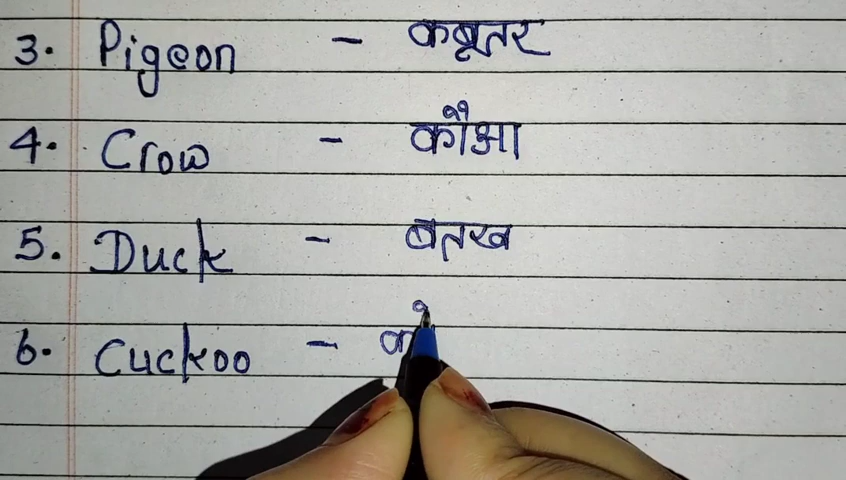 3. Pigeon - कबूतर
4. Crow - कौआ
5. Duck - बतख
6. Cuckoo -